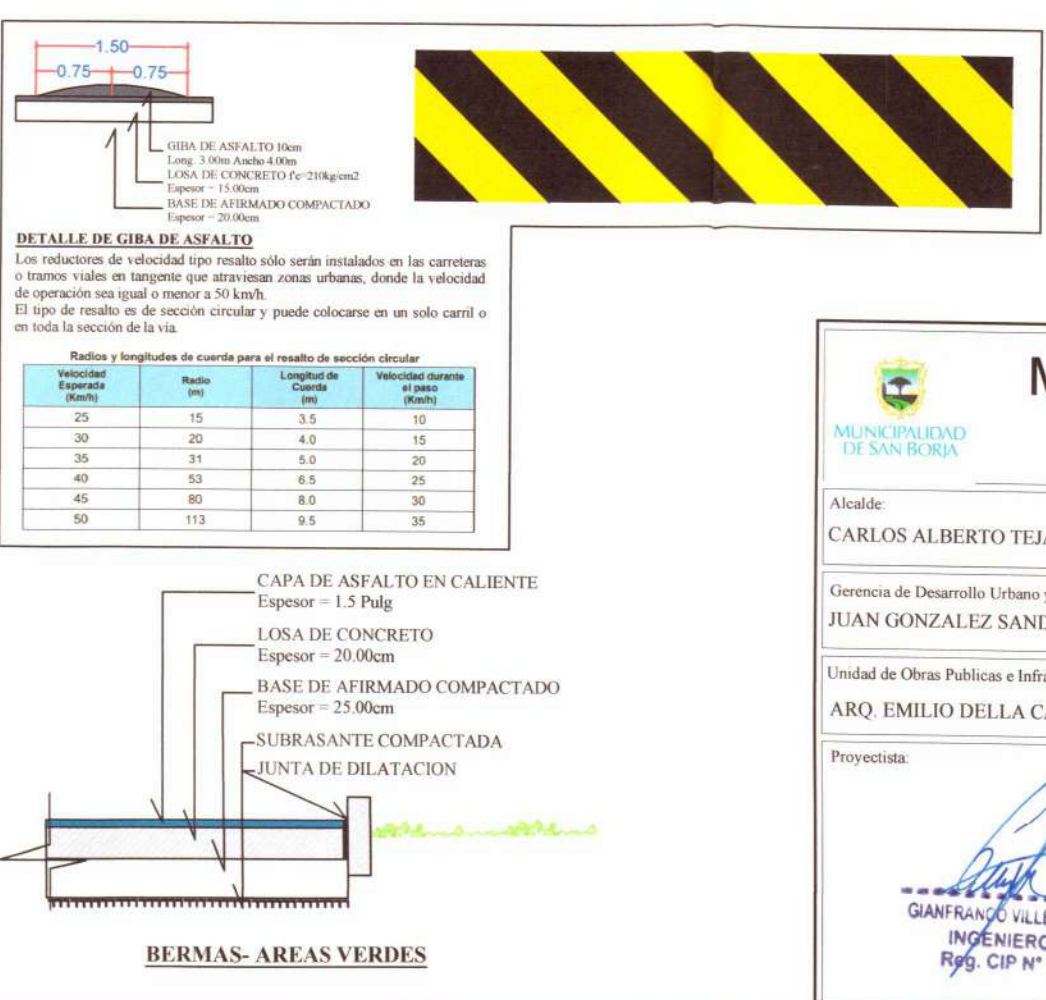 1.50
0.75 0.75
GIBA DE ASFALTO 10cm
Long. 3.00m Ancho 4.00m
LOSA DE CONCRETO f'c=210kg/cm2
Espesor = 15.00cm
BASE DE AFIRMADO COMPACTADO
Espesor = 20.00cm
DETALLE DE GIBA DE ASFALTO
Los reductores de velocidad tipo resalto sólo serán instalados en las carreteras
o tramos viales en tangente que atraviesan zonas urbanas, donde la velocidad
de operación sea igual o menor a 50 km/h.
El tipo de resalto es de sección circular y puede colocarse en un solo carril o
en toda la sección de la vía.
Radios y longitudes de cuerda para el resalto de sección circular
Velocidad Esperada (Km/h) Radio (m) Longitud de Cuerda (m) Velocidad durante el paso (Km/h)
25 15 3.5 10
30 20 4.0 15
35 31 5.0 20
40 53 6.5 25
45 80 8.0 30
50 113 9.5 35
CAPA DE ASFALTO EN CALIENTE
Espesor = 1.5 Pulg
LOSA DE CONCRETO
Espesor = 20.00cm
BASE DE AFIRMADO COMPACTADO
Espesor = 25.00cm
SUBRASANTE COMPACTADA
JUNTA DE DILATACION
BERMAS- AREAS VERDES
MUNICIPALIDAD
DE SAN BORJA
Alcalde:
CARLOS ALBERTO
Gerencia de Desarrollo Urbano y
JUAN GONZALEZ
Unidad de Obras Publicas e
ARQ. EMILIO DELLA
Proyectista:
GIANFRANCO
INGENIERO
Reg. CIP N°